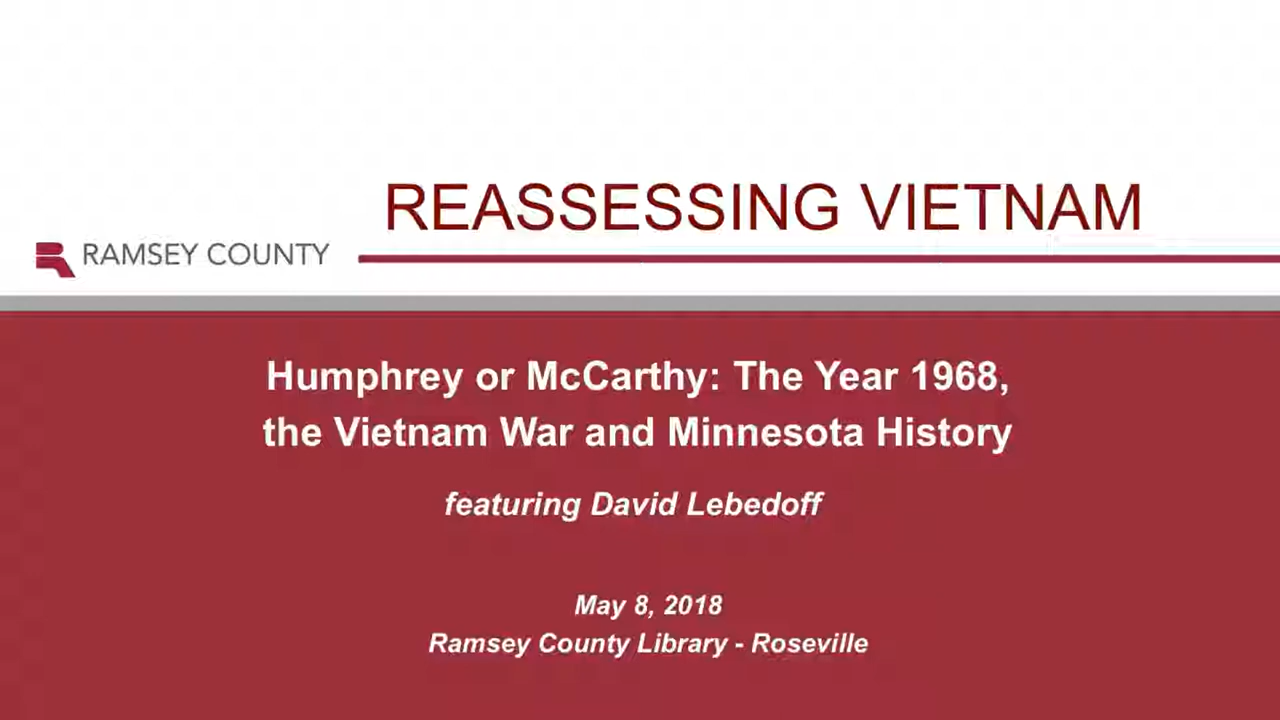 REASSESSING VIETNAM
RAMSEY COUNTY
Humphrey or McCarthy: The Year 1968,
the Vietnam War and Minnesota History
featuring David Lebedoff
May 8, 2018
Ramsey County Library - Roseville